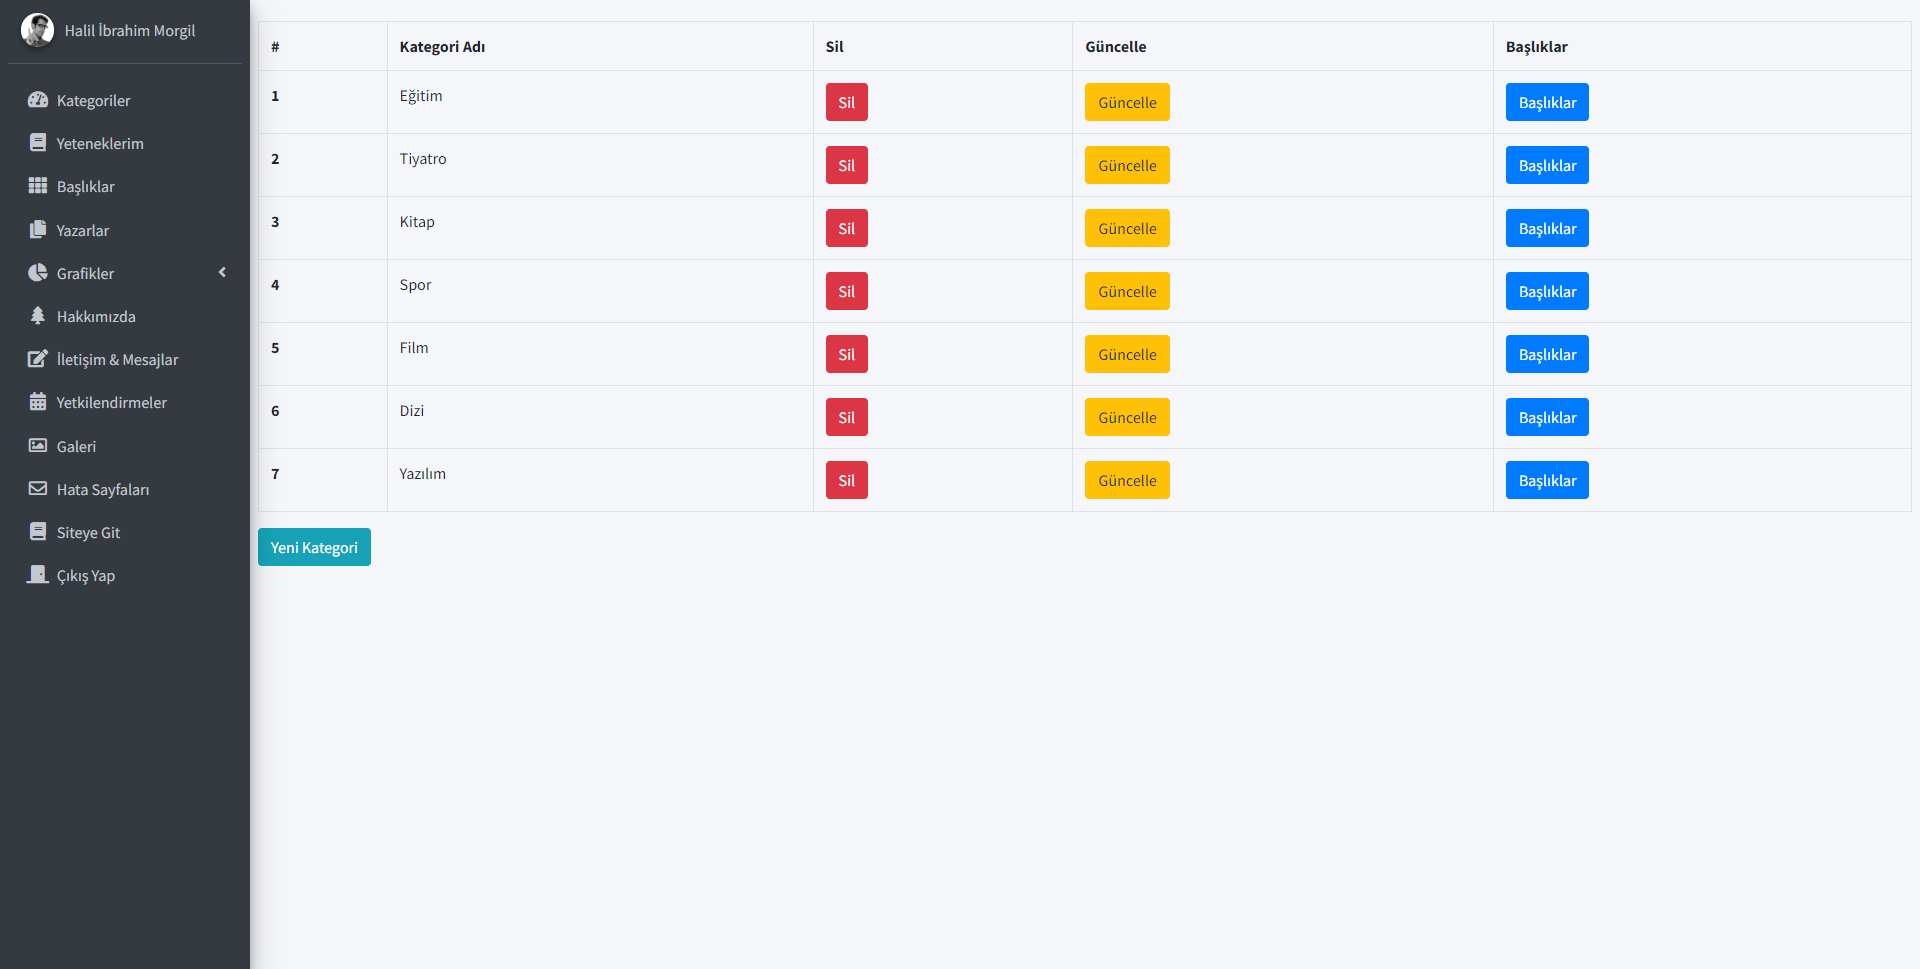 Halil İbrahim Morgil
Kategoriler
Yeteneklerim
Başlıklar
Yazarlar
Grafikler
Hakkımızda
İletişim & Mesajlar
Yetkilendirmeler
Galeri
Hata Sayfaları
Siteye Git
Çıkış Yap
# Kategori Adı Sil Güncelle Başlıklar
1 Eğitim Sil Güncelle Başlıklar
2 Tiyatro Sil Güncelle Başlıklar
3 Kitap Sil Güncelle Başlıklar
4 Spor Sil Güncelle Başlıklar
5 Film Sil Güncelle Başlıklar
6 Dizi Sil Güncelle Başlıklar
7 Yazılım Sil Güncelle Başlıklar
Yeni Kategori